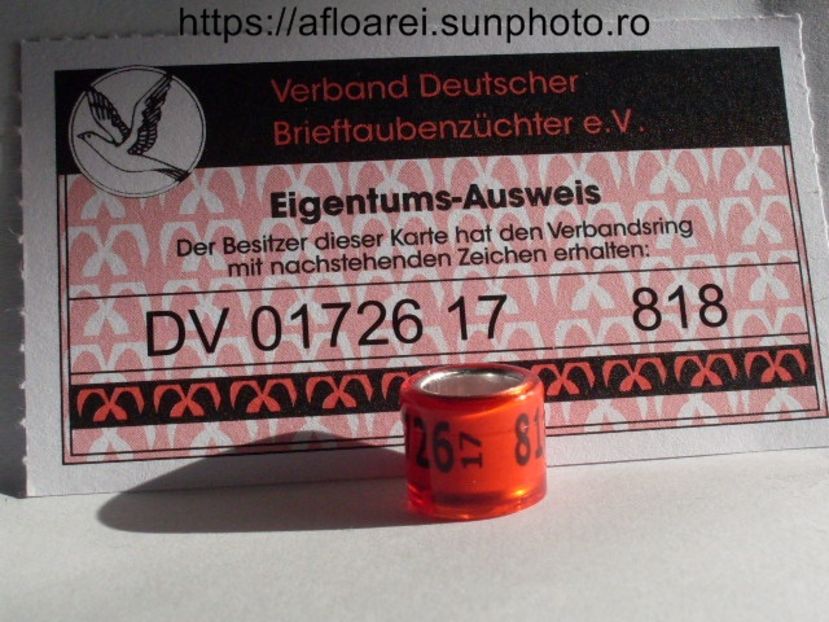 https://afloarei.sunphoto.ro
Verband Deutscher
Brieftaubenzüchter e.V.
Eigentums-Ausweis
Der Besitzer dieser Karte hat den Verbandsring
mit nachstehenden Zeichen erhalten:
DV 01726 17 818
26 17 81